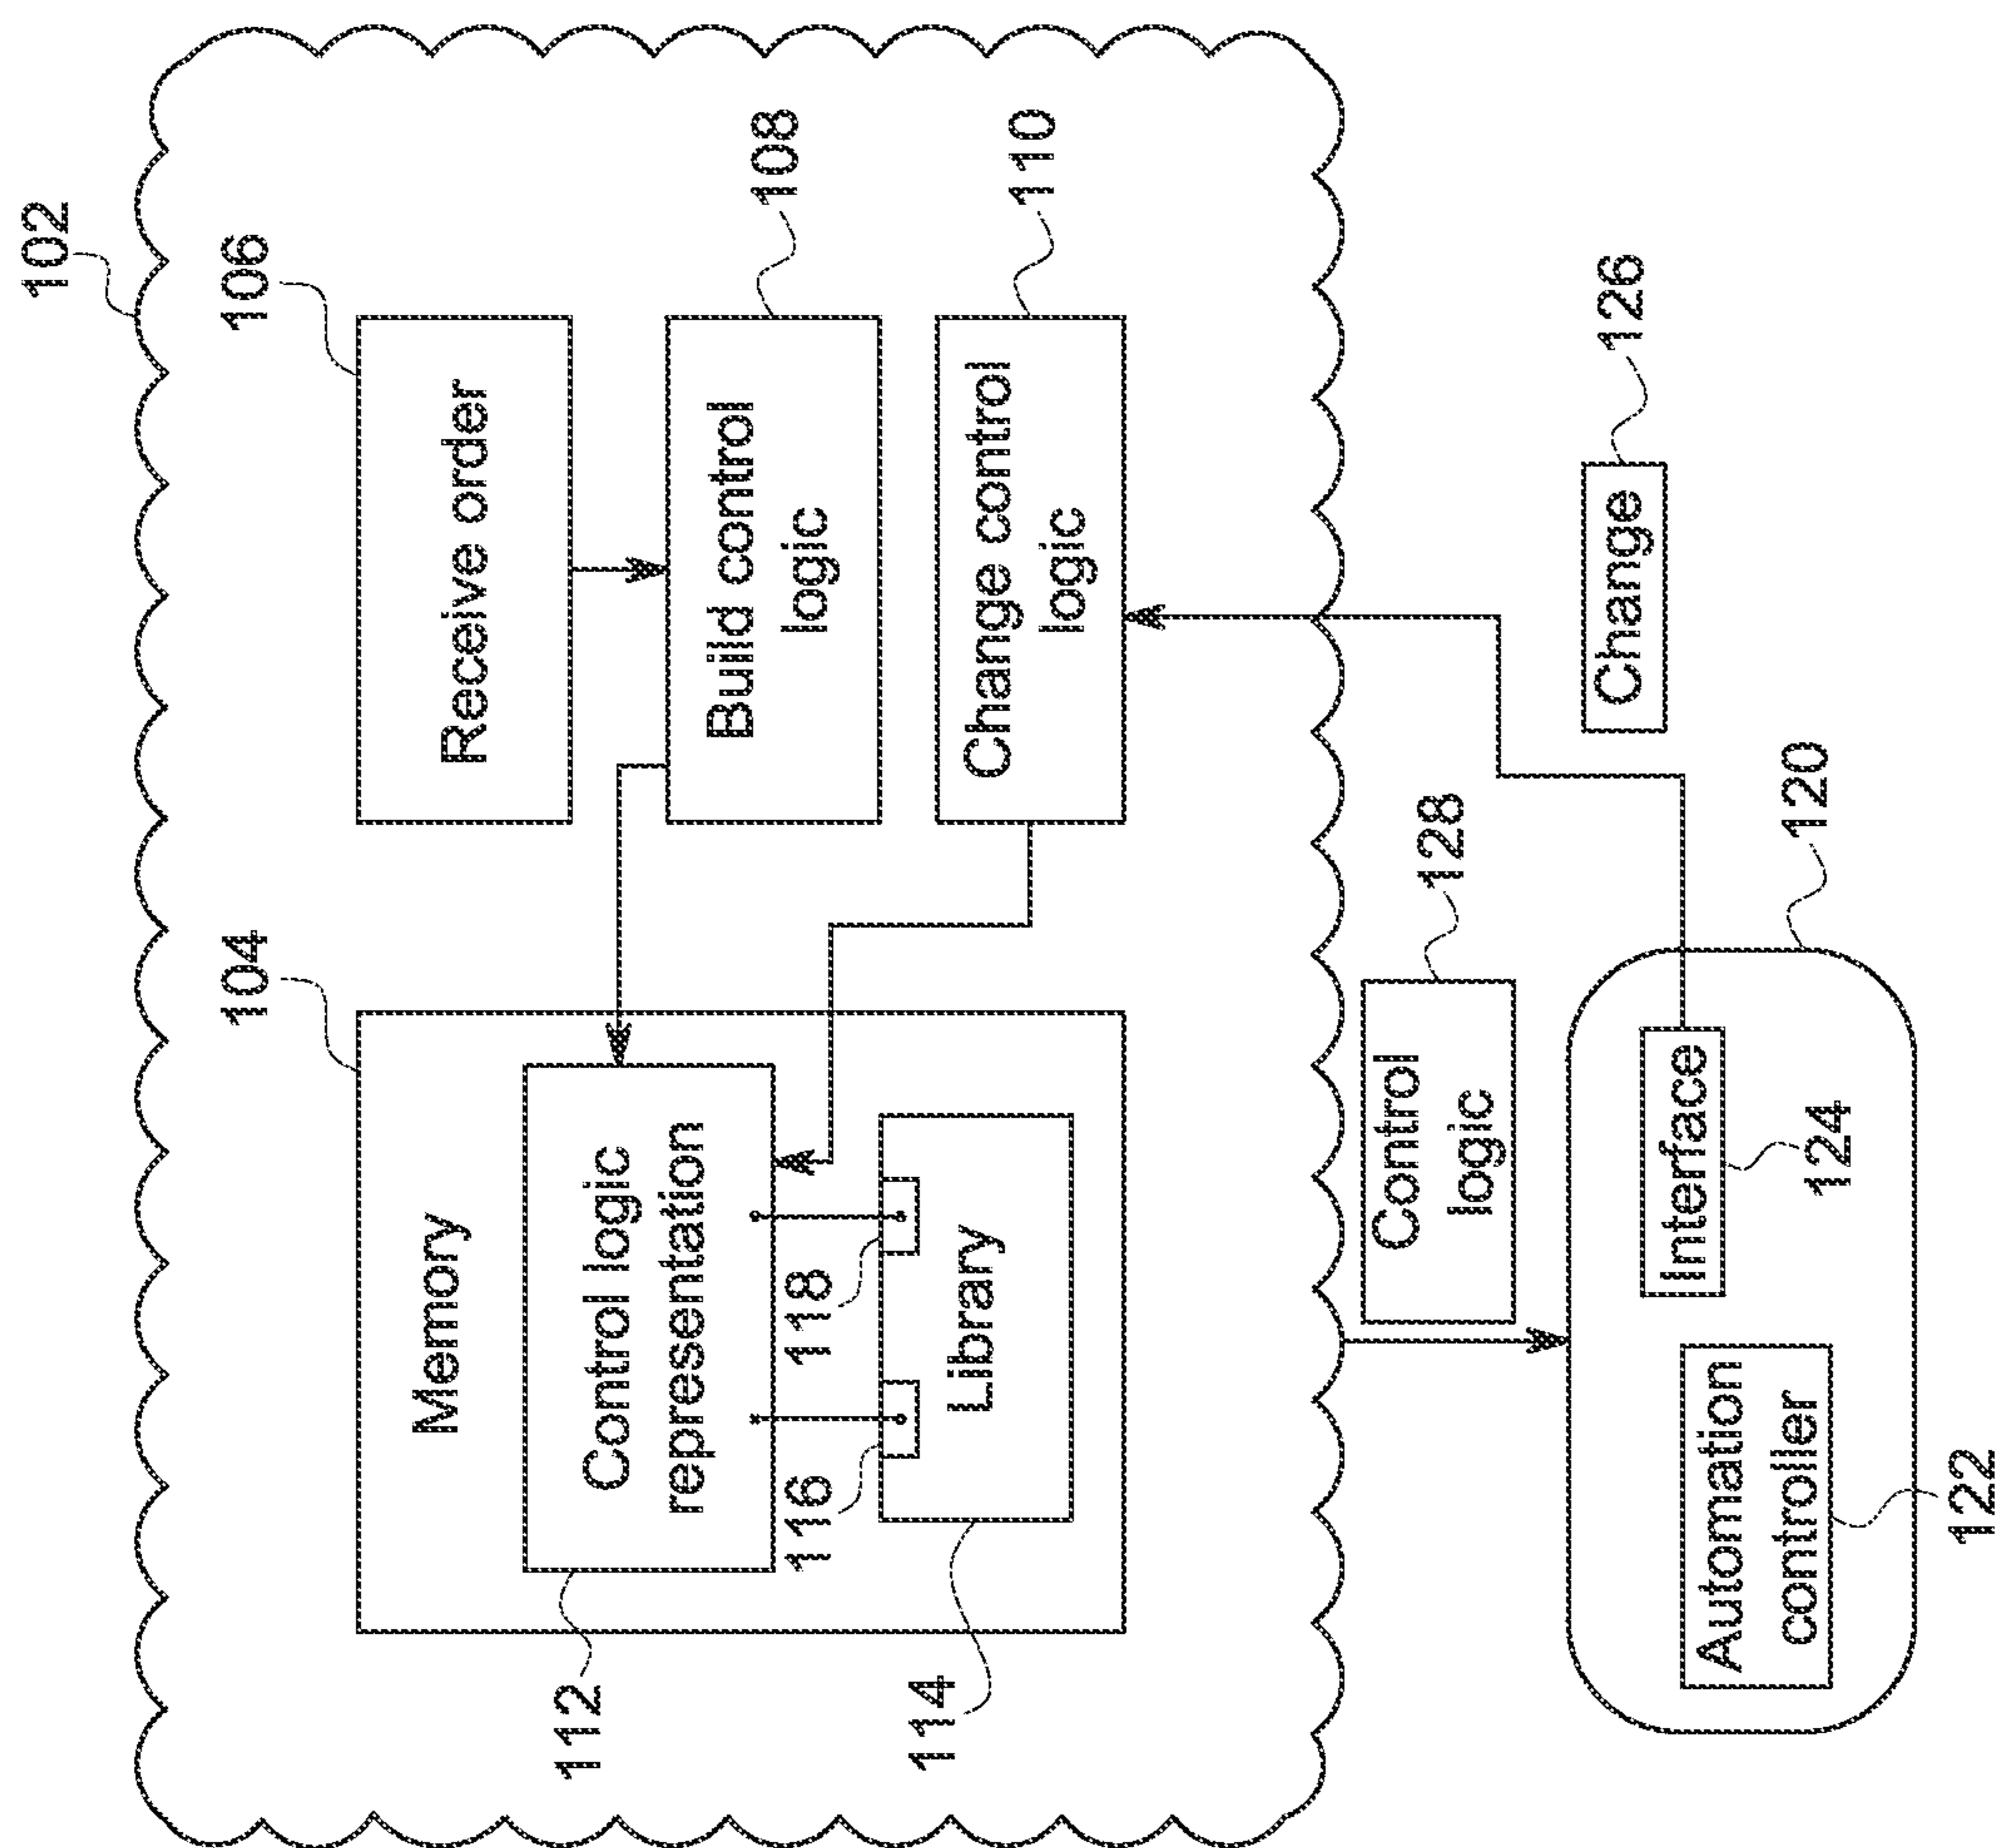 102
104
106
Memory
Receive order
112
Control logic
representation
108
Build control
logic
116
118
114
Library
110
Change control
logic
Control
logic
128
Change
126
120
Interface
124
Automation
controller
122